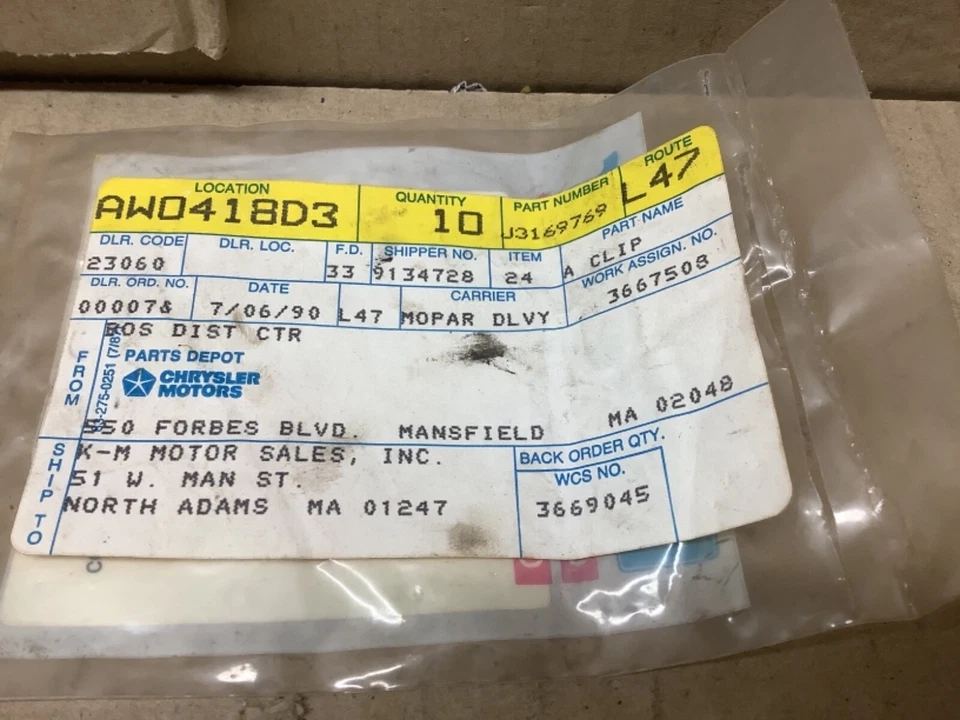 LOCATION QUANTITY PART NUMBER ROUTE
AWO418D3 10 J3169769 L47
DLR. CODE DLR. LOC. F.D. SHIPPER NO. ITEM PART NAME
23060 33 9134728 24 A CLIP
DLR. ORD. NO. DATE CARRIER WORK ASSIGN. NO.
00007& 7/06/90 L47 MOPAR DLVY 3667508
FROM
BOS DIST CTR
PARTS DEPOT
CHRYSLER
MOTORS
-275-0251
550 FORBES BLVD. MANSFIELD MA 02048
SHIP TO
K-M MOTOR SALES, INC.
51 W. MAN ST.
NORTH ADAMS MA 01247
BACK ORDER QTY.
WCS NO.
3669045